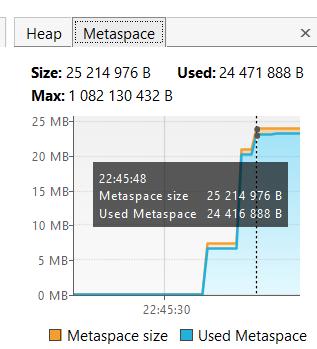 Heap Metaspace ×
Size: 25 214 976 B Used: 24 471 888 B
Max: 1 082 130 432 B
25 MB
20 MB
15 MB
10 MB
5 MB
0 MB
22:45:48
Metaspace size 25 214 976 B
Used Metaspace 24 416 888 B
22:45:30
Metaspace size Used Metaspace